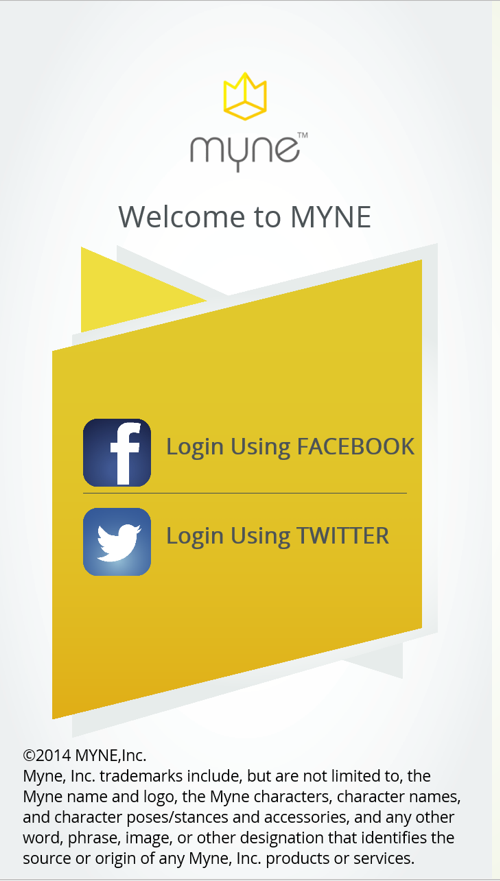 myne™
Welcome to MYNE
Login Using FACEBOOK
Login Using TWITTER
©2014 MYNE,Inc.
Myne, Inc. trademarks include, but are not limited to, the
Myne name and logo, the Myne characters, character names,
and character poses/stances and accessories, and any other
word, phrase, image, or other designation that identifies the
source or origin of any Myne, Inc. products or services.